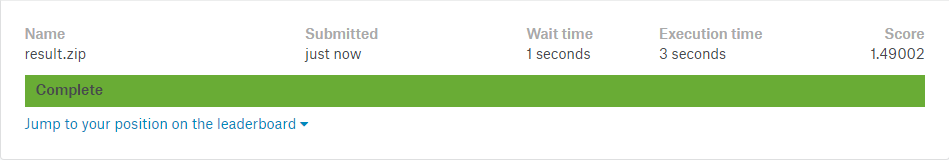 Name Submitted Wait time Execution time Score
result.zip just now 1 seconds 3 seconds 1.49002
Complete
Jump to your position on the leaderboard